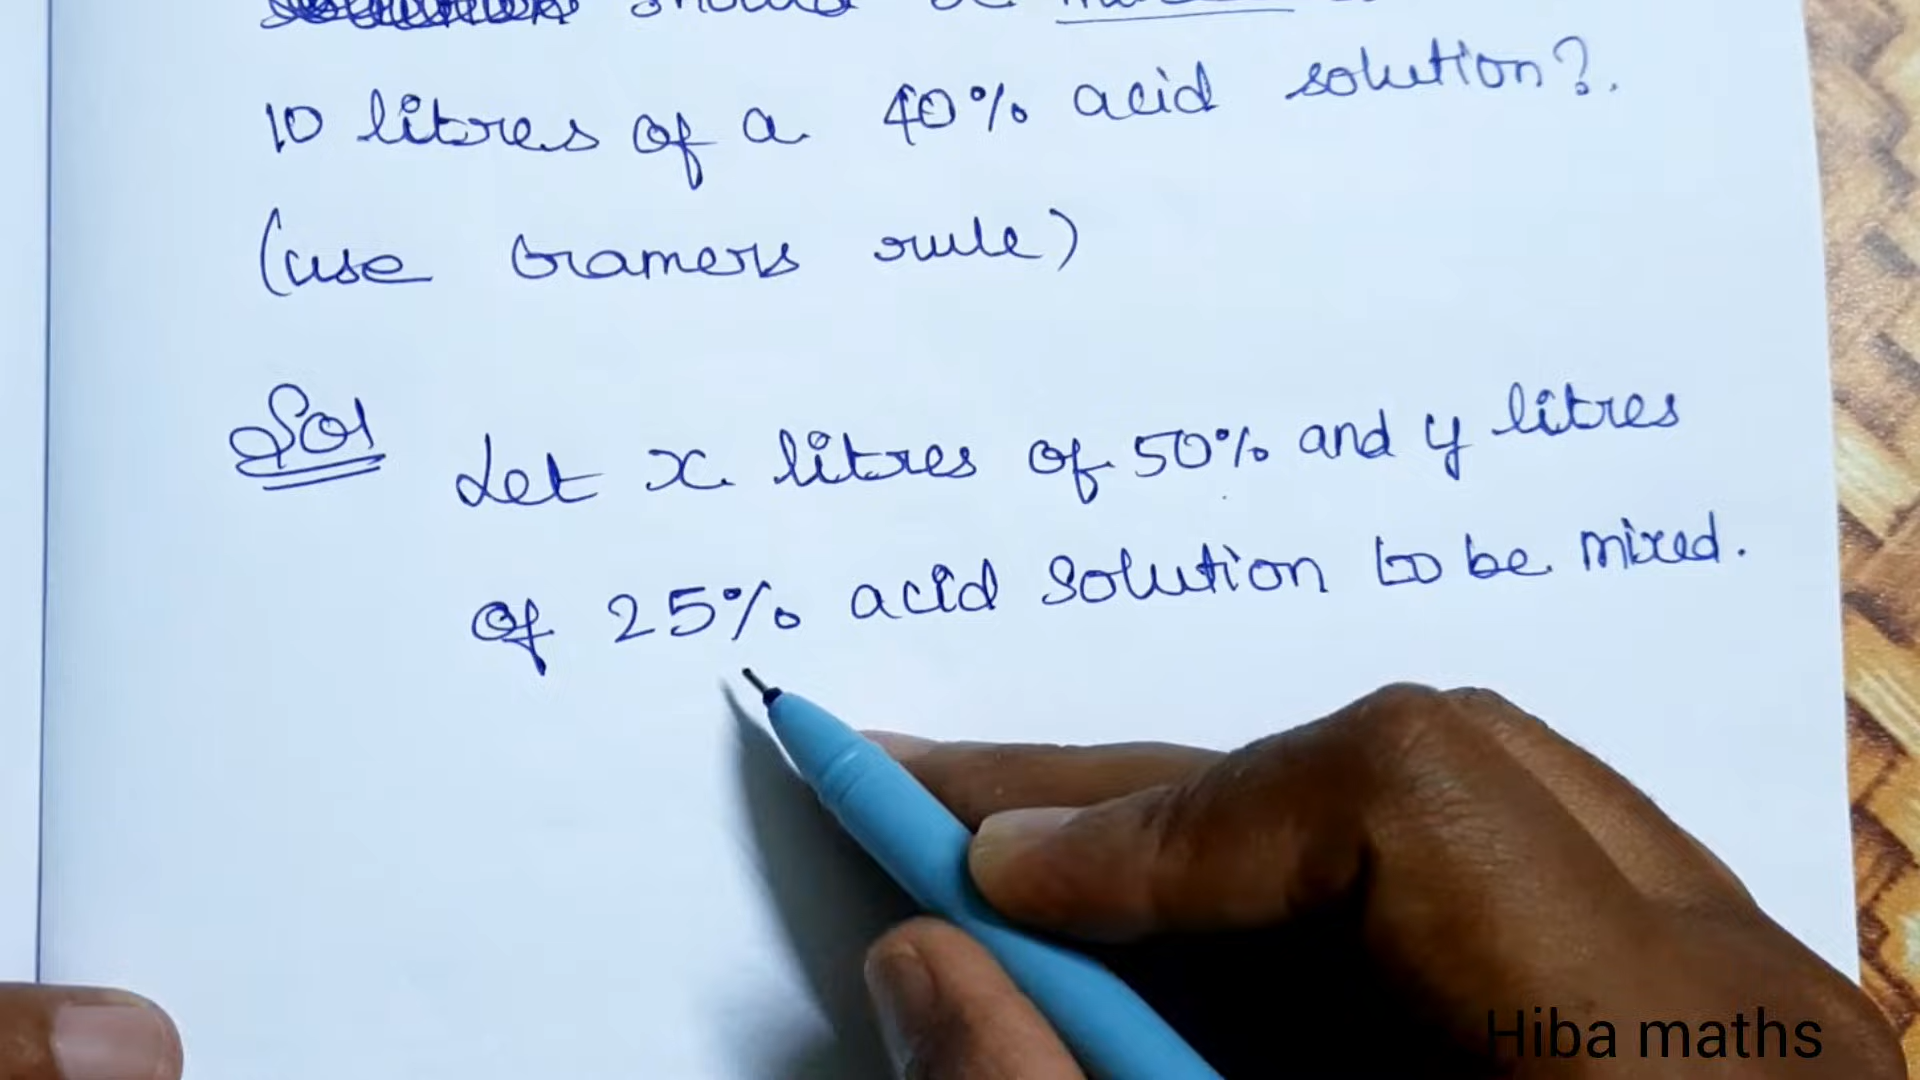 should
10 litres of a 40% acid solution?.
(use cramers rule)
Sol
Let x litres of 50% and y litres
of 25% acid solution to be mixed.
Hiba maths